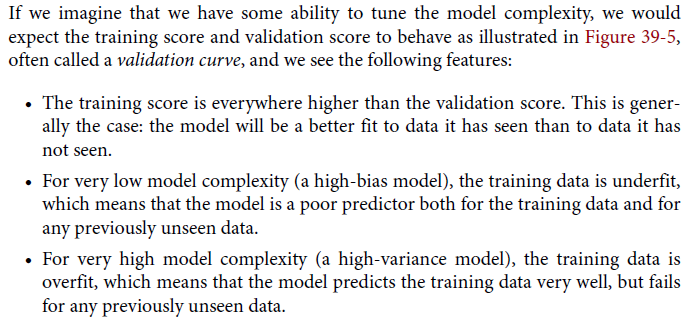 If we imagine that we have some ability to tune the model complexity, we would
expect the training score and validation score to behave as illustrated in Figure 39-5,
often called a validation curve, and we see the following features:
• The training score is everywhere higher than the validation score. This is gener-
ally the case: the model will be a better fit to data it has seen than to data it has
not seen.
• For very low model complexity (a high-bias model), the training data is underfit,
which means that the model is a poor predictor both for the training data and for
any previously unseen data.
• For very high model complexity (a high-variance model), the training data is
overfit, which means that the model predicts the training data very well, but fails
for any previously unseen data.